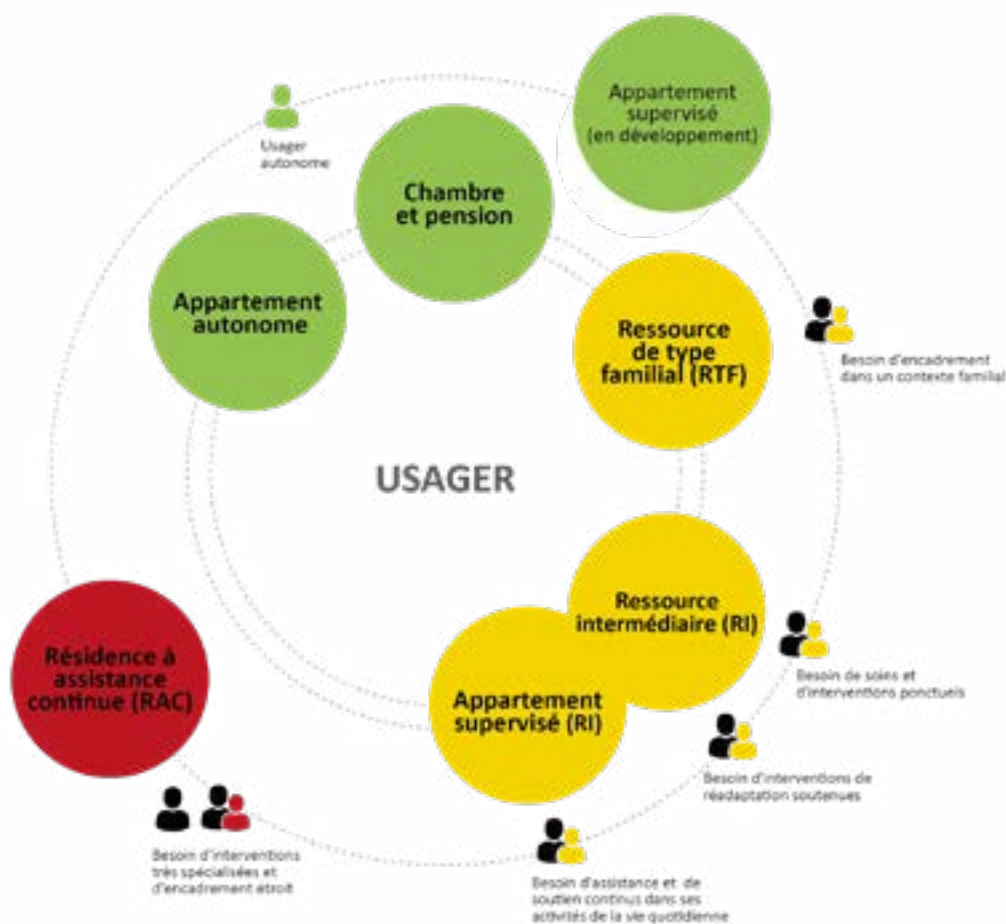 Appartement
supervisé
(en développement)
Usager
autonome
Chambre
et pension
Appartement
autonome
Ressource
de type
familial (RTF)
Besoin d'encadrement
dans un contexte familial
USAGER
Ressource
intermédiaire (RI)
Résidence à
assistance
continue (RAC)
Appartement
supervisé (RI)
Besoin de soins et
d'interventions ponctuels
Besoin d'interventions de
réadaptation soutenues
Besoin d'interventions
très spécialisées et
d'encadrement étroit
Besoin d'assistance et de
soutien continus dans ses
activités de la vie quotidienne